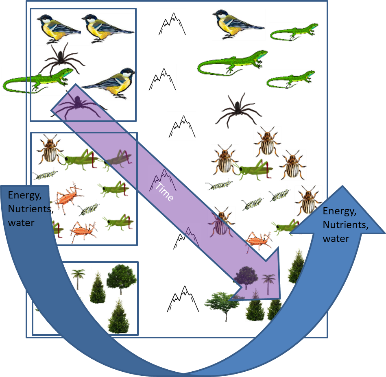 Energy,
Nutrients,
water
Time
Energy,
Nutrients,
water